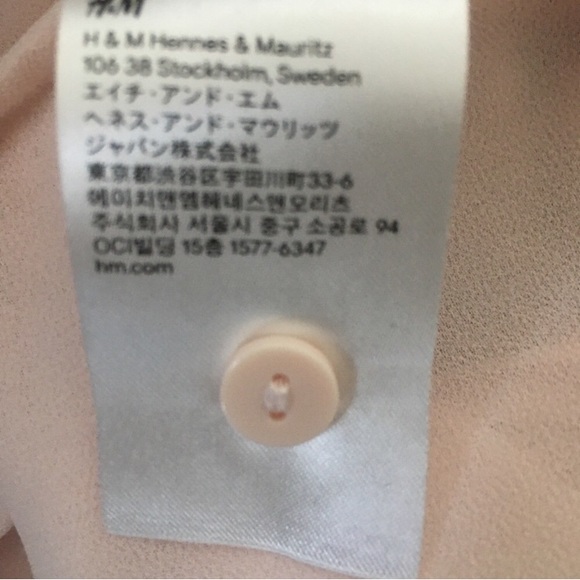 H&M
H & M Hennes & Mauritz
106 38 Stockholm, Sweden
エイチ・アンド・エム
ヘネス・アンド・マウリッツ
ジャパン株式会社
東京都渋谷区宇田川町33-6
헤이치앤엠헤네스앤모리츠
주식회사 서울시 중구 소공로 94
OCI빌딩 15층 1577-6347
hm.com